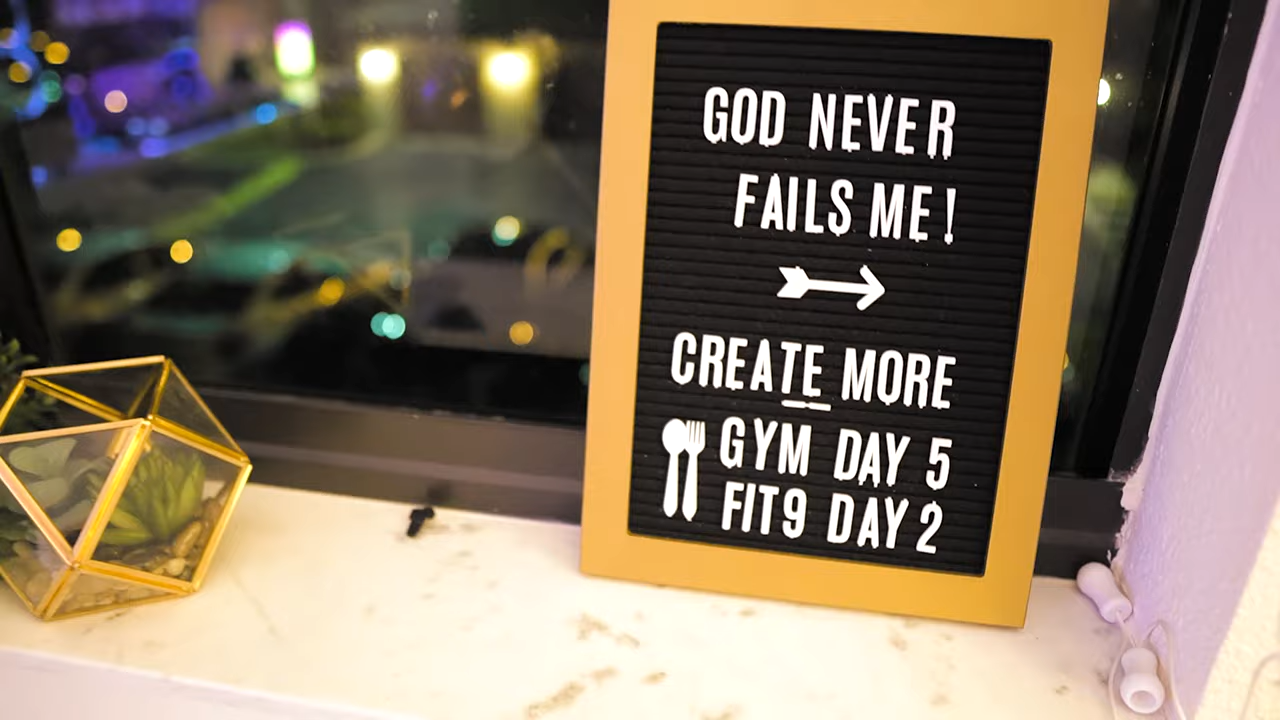 GOD NEVER
FAILS ME!
CREATE MORE
GYM DAY 5
FIT9 DAY 2